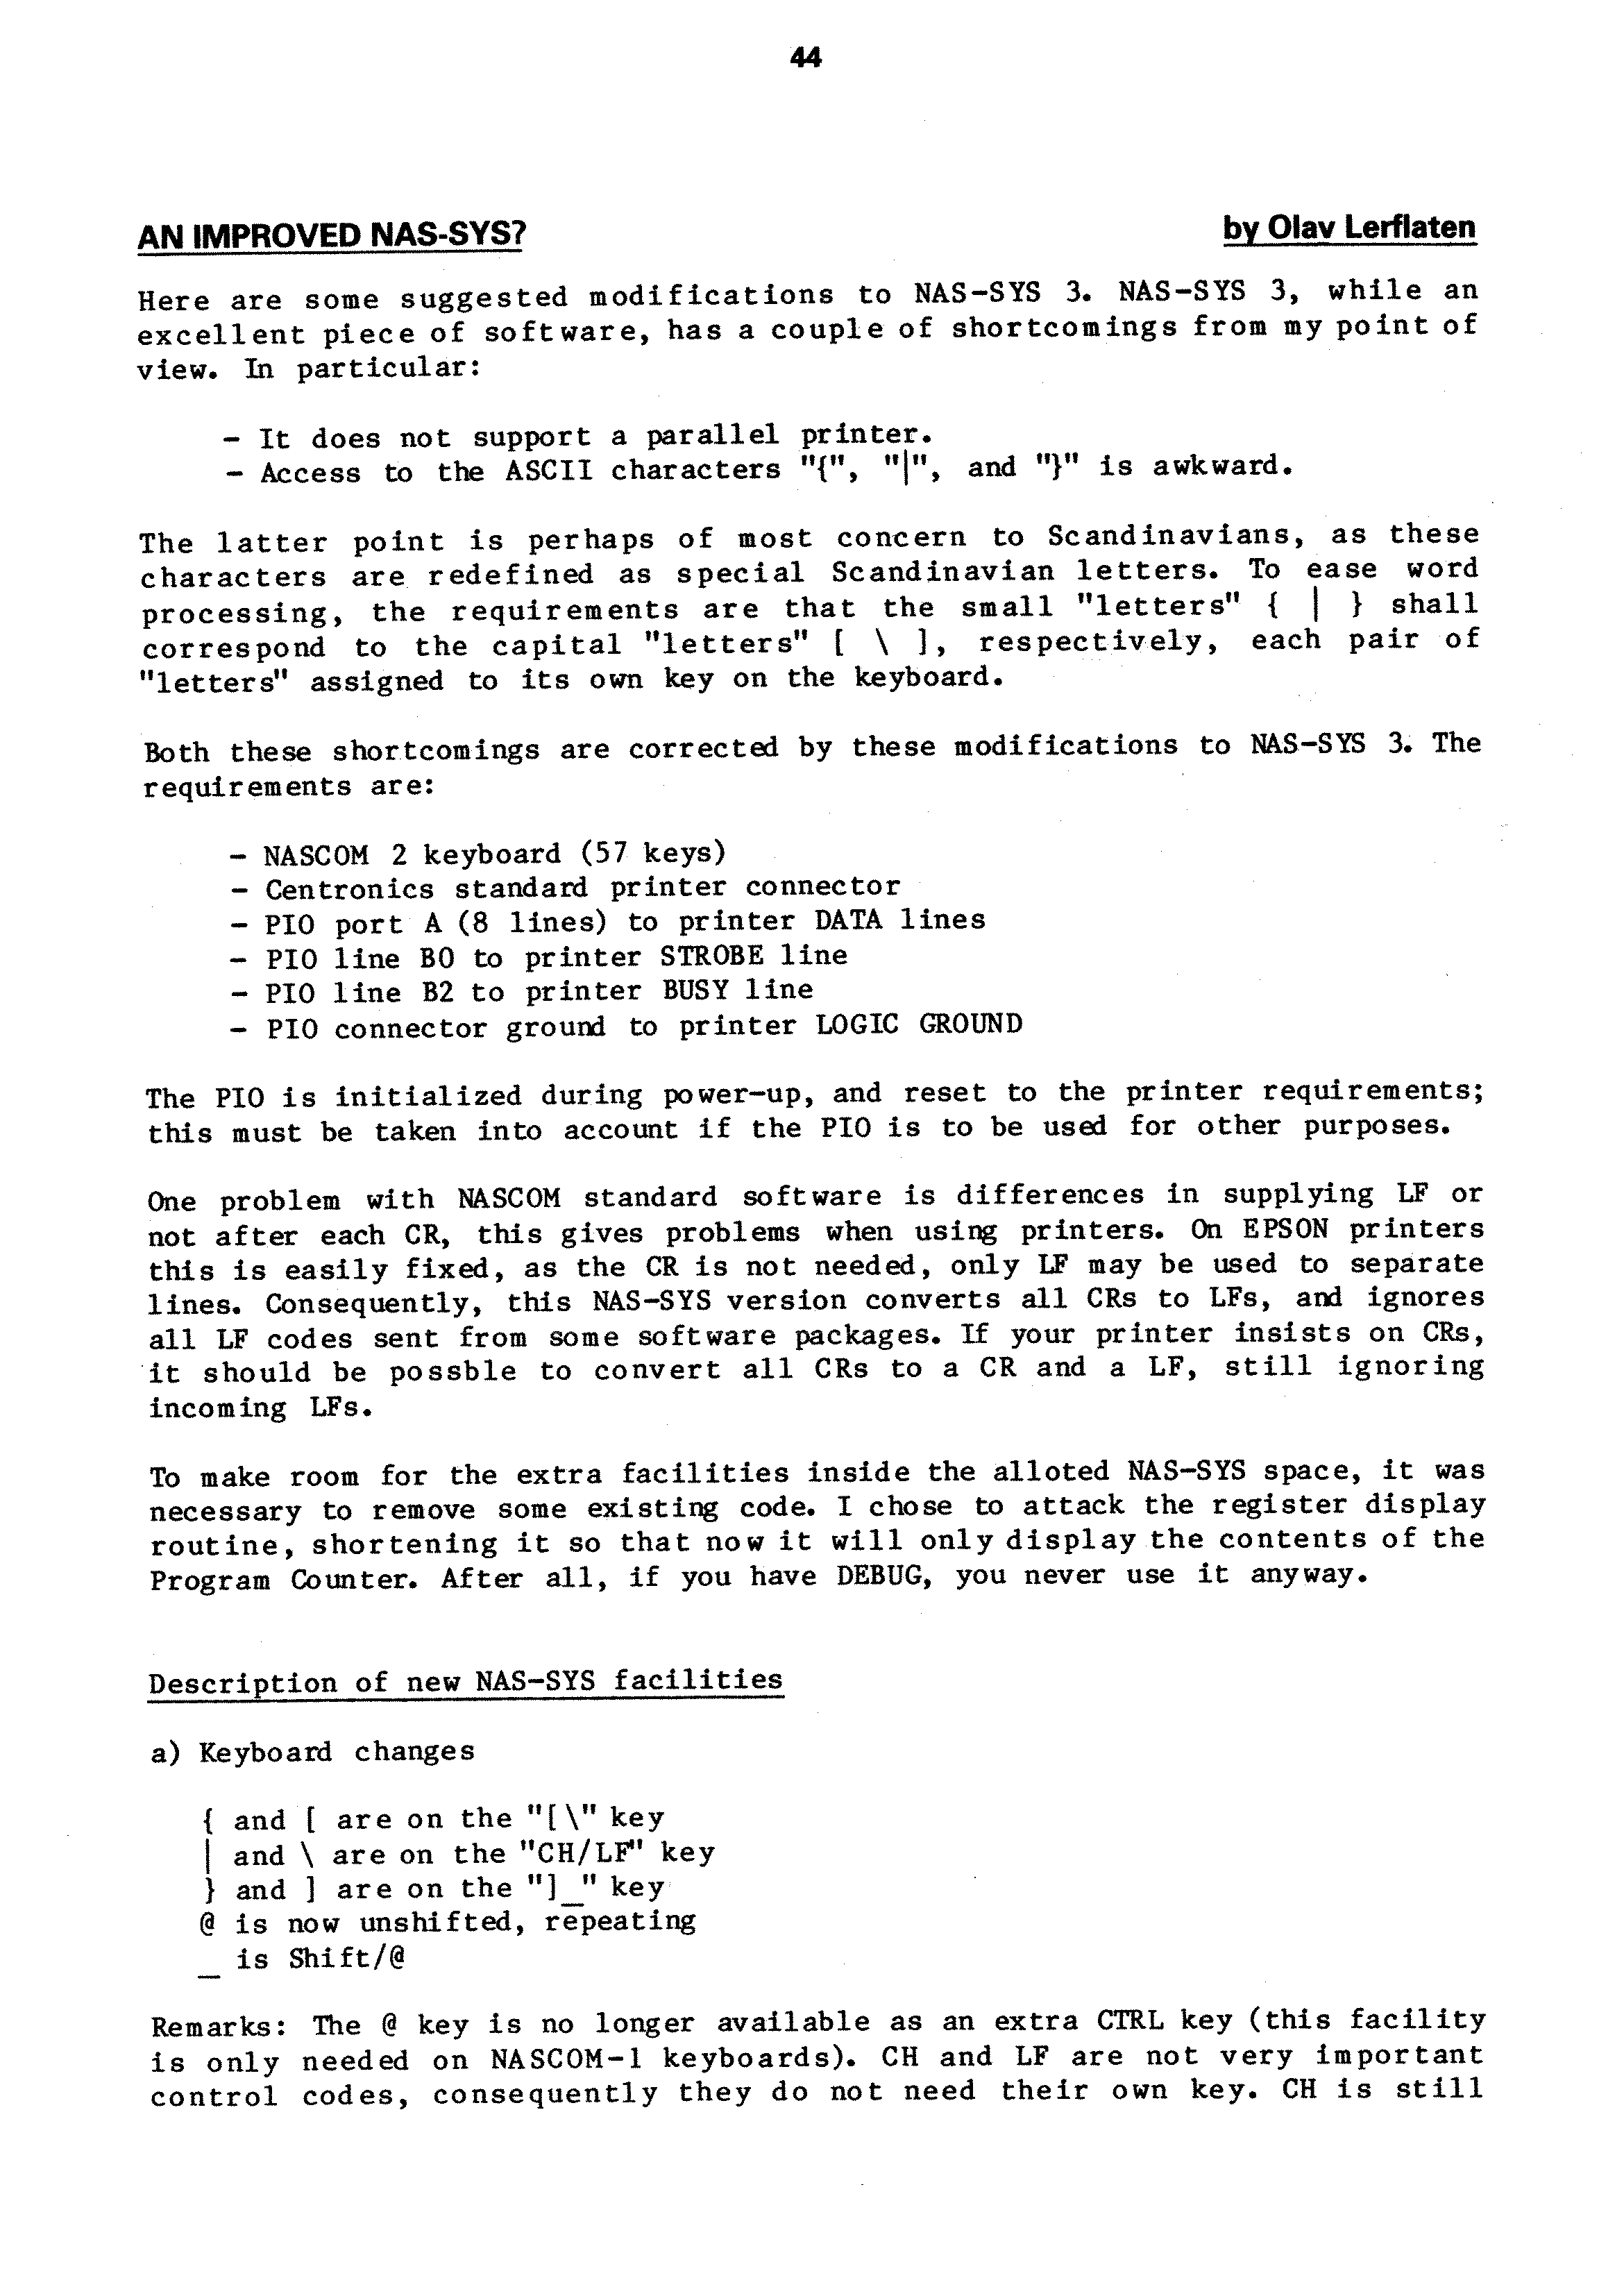 44
AN IMPROVED NAS-SYS? by Olav Lerflaten
Here are some suggested modifications to NAS-SYS 3. NAS-SYS 3, while an
excellent piece of software, has a couple of shortcomings from my point of
view. In particular:
- It does not support a parallel printer.
- Access to the ASCII characters "{", "|", and "}" is awkward.
The latter point is perhaps of most concern to Scandinavians, as these
characters are redefined as special Scandinavian letters. To ease word
processing, the requirements are that the small "letters" { | } shall
correspond to the capital "letters" [ \ ], respectively, each pair of
"letters" assigned to its own key on the keyboard.
Both these shortcomings are corrected by these modifications to NAS-SYS 3. The
requirements are:
- NASCOM 2 keyboard (57 keys)
- Centronics standard printer connector
- PIO port A (8 lines) to printer DATA lines
- PIO line B0 to printer STROBE line
- PIO line B2 to printer BUSY line
- PIO connector ground to printer LOGIC GROUND
The PIO is initialized during power-up, and reset to the printer requirements;
this must be taken into account if the PIO is to be used for other purposes.
One problem with NASCOM standard software is differences in supplying LF or
not after each CR, this gives problems when using printers. On EPSON printers
this is easily fixed, as the CR is not needed, only LF may be used to separate
lines. Consequently, this NAS-SYS version converts all CRs to LFs, and ignores
all LF codes sent from some software packages. If your printer insists on CRs,
it should be possble to convert all CRs to a CR and a LF, still ignoring
incoming LFs.
To make room for the extra facilities inside the alloted NAS-SYS space, it was
necessary to remove some existing code. I chose to attack the register display
routine, shortening it so that now it will only display the contents of the
Program Counter. After all, if you have DEBUG, you never use it anyway.
Description of new NAS-SYS facilities
a) Keyboard changes
{ and [ are on the "[\" key
| and \ are on the "CH/LF" key
} and ] are on the "]_" key
@ is now unshifted, repeating
_ is Shift/@
Remarks: The @ key is no longer available as an extra CTRL key (this facility
is only needed on NASCOM-1 keyboards). CH and LF are not very important
control codes, consequently they do not need their own key. CH is still